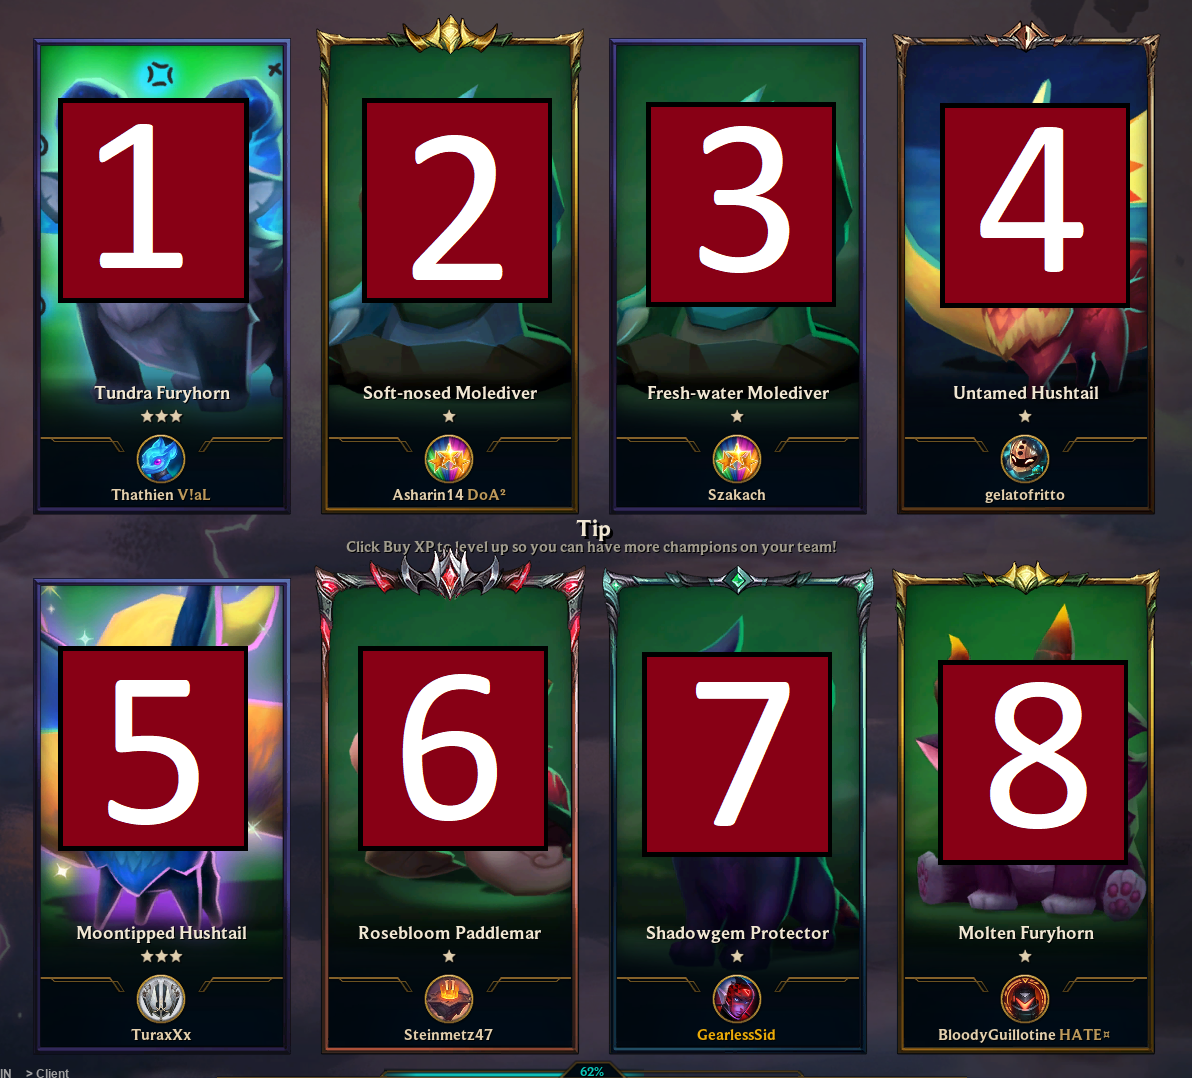 1
2
3
4
Tundra Furyhorn
Soft-nosed Molediver
Fresh-water Molediver
Untamed Hushtail
Thathien V!aL
Asharin14 DoA²
Szakach
gelatofritto
Tip
Click Buy XP to level up so you can have more champions on your team!
5
6
7
8
Moontipped Hushtail
Rosebloom Paddlemar
Shadowgem Protector
Molten Furyhorn
TuraxXx
Steinmetz47
GearlessSid
BloodyGuillotine HATE¤
IN > Client
62%